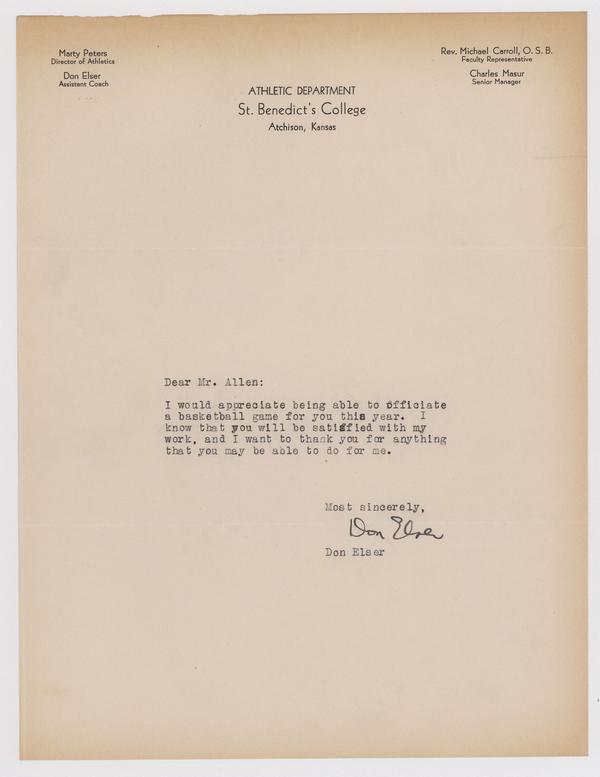 Marty Peters
Director of Athletics
Don Elser
Assistant Coach
Rev. Michael Carroll, O. S. B.
Faculty Representative
Charles Masur
Senior Manager
ATHLETIC DEPARTMENT
St. Benedict's College
Atchison, Kansas
Dear Mr. Allen:
I would appreciate being able to officiate
a basketball game for you this year. I
know that you will be satisfied with my
work, and I want to thank you for anything
that you may be able to do for me.
Most sincerely,
Don Elser
Don Elser